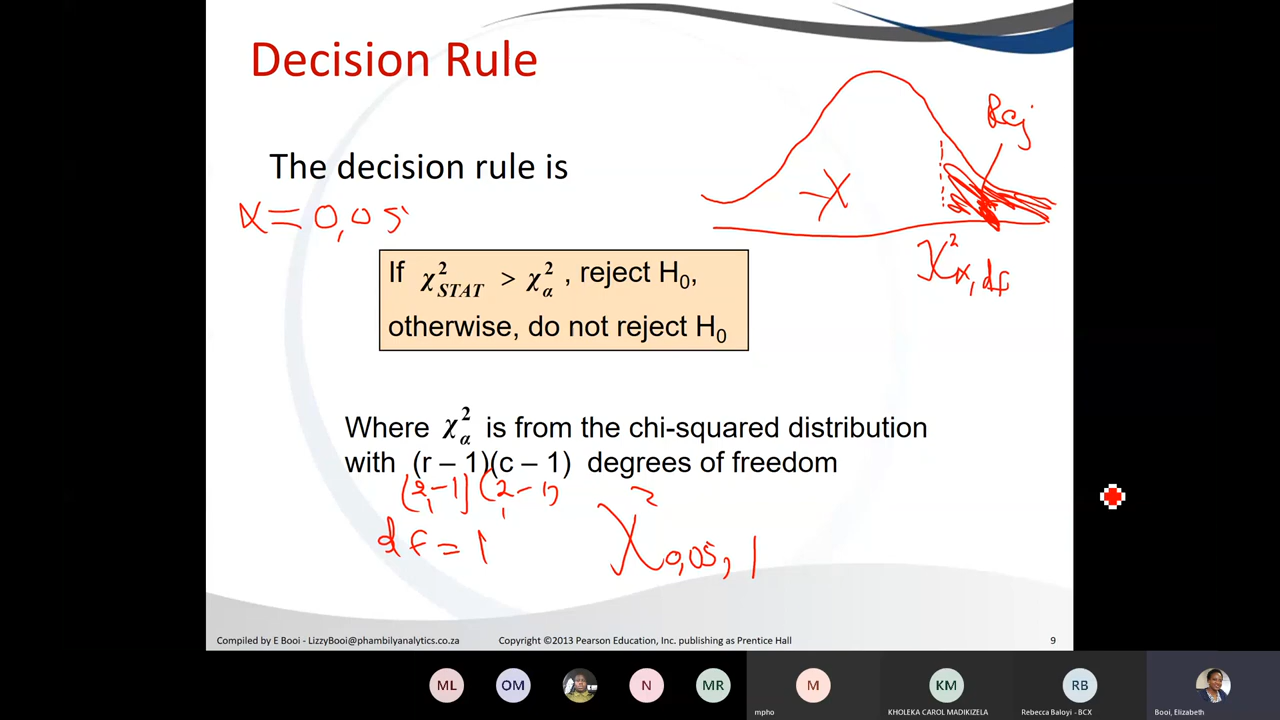 Decision Rule
Rej
The decision rule is
α = 0,05
-X
χ²α, df
If χ²STAT > χ²α , reject H₀,
otherwise, do not reject H₀
Where χ²α is from the chi-squared distribution
with (r – 1)(c – 1) degrees of freedom
(2-1)(2-1)
df = 1
χ²0,05, 1
Compiled by E Booi - LizzyBooi@phambilyanalytics.co.za
Copyright ©2013 Pearson Education, Inc. publishing as Prentice Hall
9
ML
OM
N
MR
M
KM
RB
mpho
KHOLEKA CAROL MADIKIZELA
Rebecca Baloyi - BCX
Booi, Elizabeth